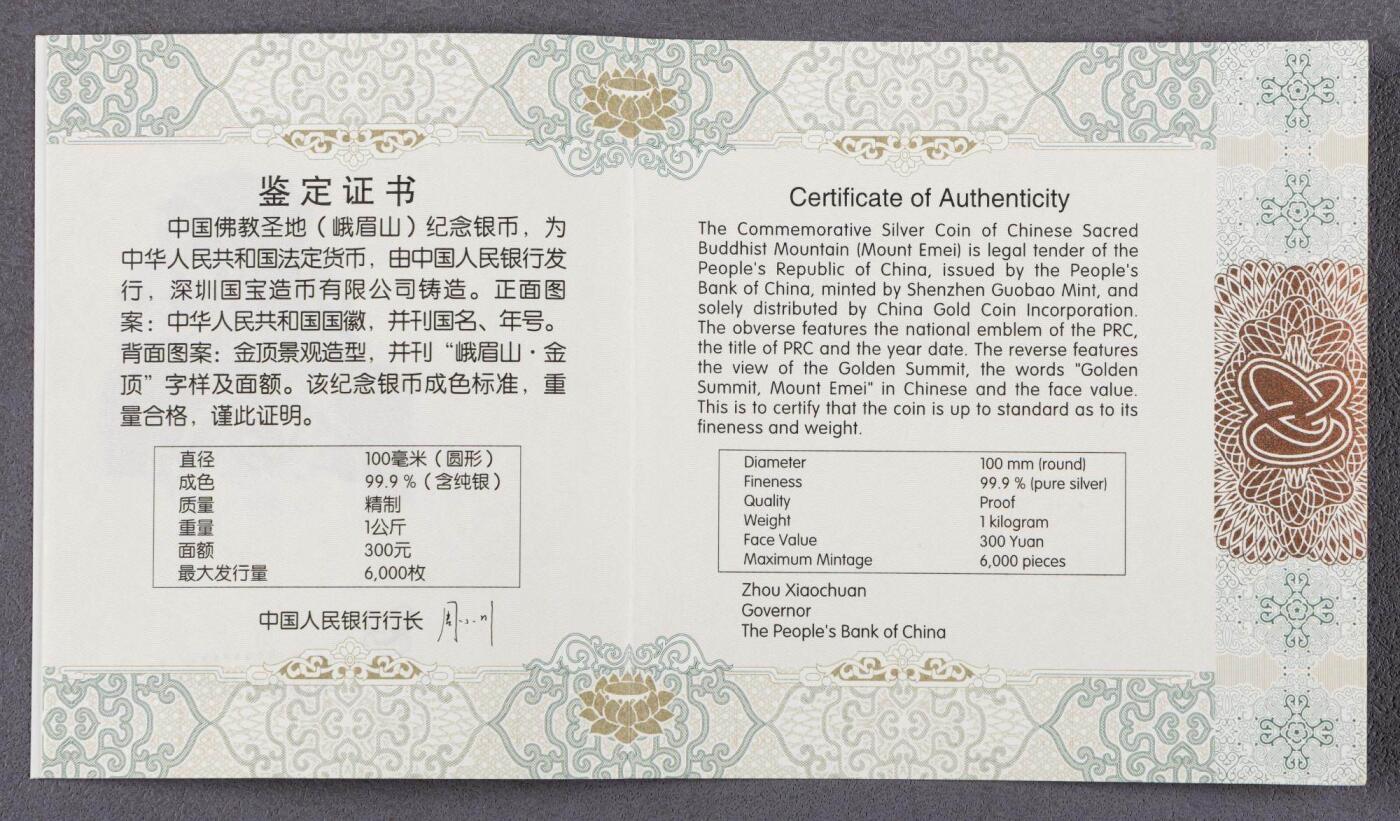 鉴定证书
中国佛教圣地（峨眉山）纪念银币，为
中华人民共和国法定货币，由中国人民银行发
行，深圳国宝造币有限公司铸造。正面图
案：中华人民共和国国徽，并刊国名、年号。
背面图案：金顶景观造型，并刊“峨眉山·金
顶”字样及面额。该纪念银币成色标准，重
量合格，谨此证明。
直径 100毫米（圆形）
成色 99.9％（含纯银）
质量 精制
重量 1公斤
面额 300元
最大发行量 6,000枚
中国人民银行行长 周小川
Certificate of Authenticity
The Commemorative Silver Coin of Chinese Sacred
Buddhist Mountain (Mount Emei) is legal tender of the
People's Republic of China, issued by the People's
Bank of China, minted by Shenzhen Guobao Mint, and
solely distributed by China Gold Coin Incorporation.
The obverse features the national emblem of the PRC,
the title of PRC and the year date. The reverse features
the view of the Golden Summit, the words "Golden
Summit, Mount Emei" in Chinese and the face value.
This is to certify that the coin is up to standard as to its
fineness and weight.
Diameter 100 mm (round)
Fineness 99.9 % (pure silver)
Quality Proof
Weight 1 kilogram
Face Value 300 Yuan
Maximum Mintage 6,000 pieces
Zhou Xiaochuan
Governor
The People's Bank of China